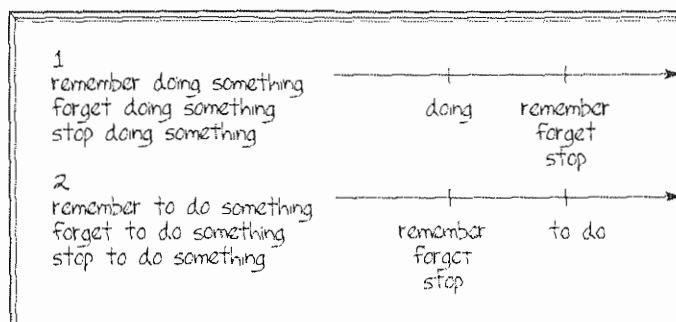 1
remember doing something
forget doing something
stop doing something
doing
remember
forget
stop
2
remember to do something
forget to do something
stop to do something
remember
forget
stop
to do